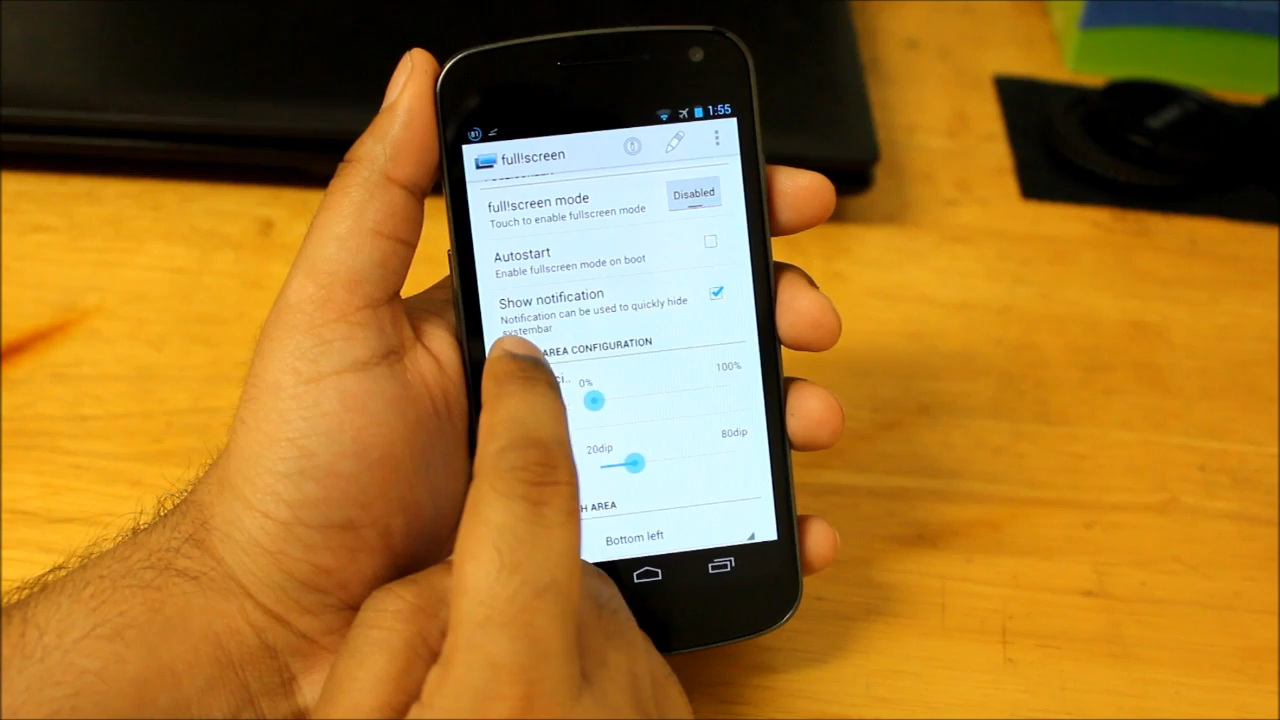 81 1:55
full!screen
full!screen mode
Touch to enable fullscreen mode
Disabled
Autostart
Enable fullscreen mode on boot
Show notification
Notification can be used to quickly hide
systembar
AREA CONFIGURATION
0% 100%
20dip 80dip
AREA
Bottom left